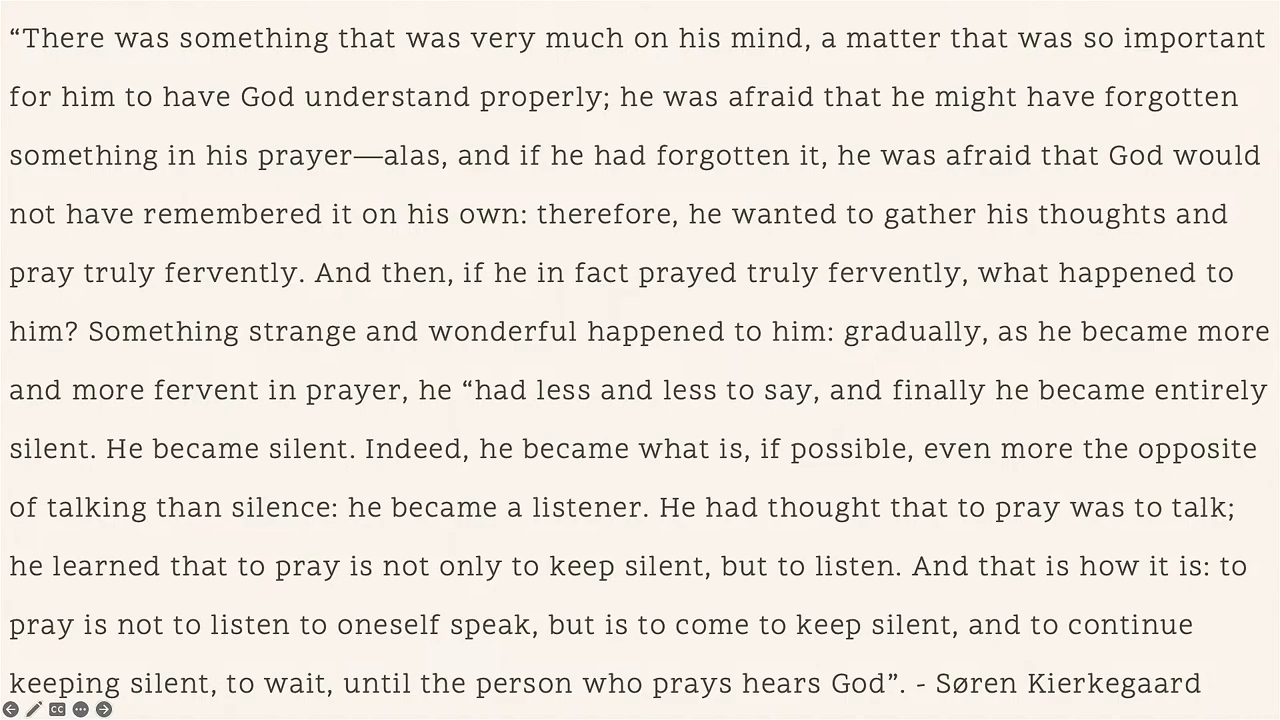 “There was something that was very much on his mind, a matter that was so important
for him to have God understand properly; he was afraid that he might have forgotten
something in his prayer—alas, and if he had forgotten it, he was afraid that God would
not have remembered it on his own: therefore, he wanted to gather his thoughts and
pray truly fervently. And then, if he in fact prayed truly fervently, what happened to
him? Something strange and wonderful happened to him: gradually, as he became more
and more fervent in prayer, he “had less and less to say, and finally he became entirely
silent. He became silent. Indeed, he became what is, if possible, even more the opposite
of talking than silence: he became a listener. He had thought that to pray was to talk;
he learned that to pray is not only to keep silent, but to listen. And that is how it is: to
pray is not to listen to oneself speak, but is to come to keep silent, and to continue
keeping silent, to wait, until the person who prays hears God”. - Søren Kierkegaard
CC